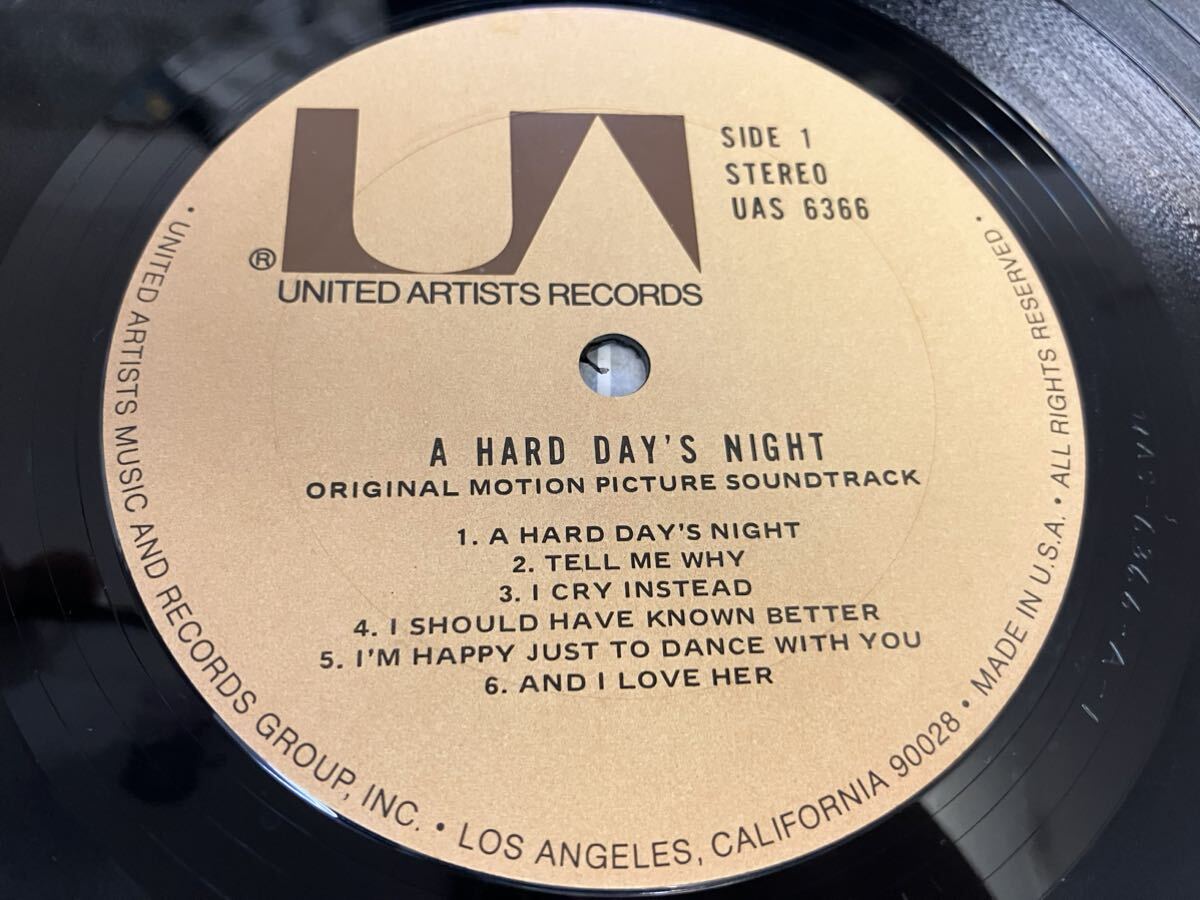 UA
SIDE 1
STEREO
UAS 6366
®
UNITED ARTISTS RECORDS
A HARD DAY'S NIGHT
ORIGINAL MOTION PICTURE SOUNDTRACK
1. A HARD DAY'S NIGHT
2. TELL ME WHY
3. I CRY INSTEAD
4. I SHOULD HAVE KNOWN BETTER
5. I'M HAPPY JUST TO DANCE WITH YOU
6. AND I LOVE HER
• UNITED ARTISTS MUSIC AND RECORDS GROUP, INC. • LOS ANGELES, CALIFORNIA 90028 • MADE IN U.S.A. • ALL RIGHTS RESERVED •
UAS-6366-A-1